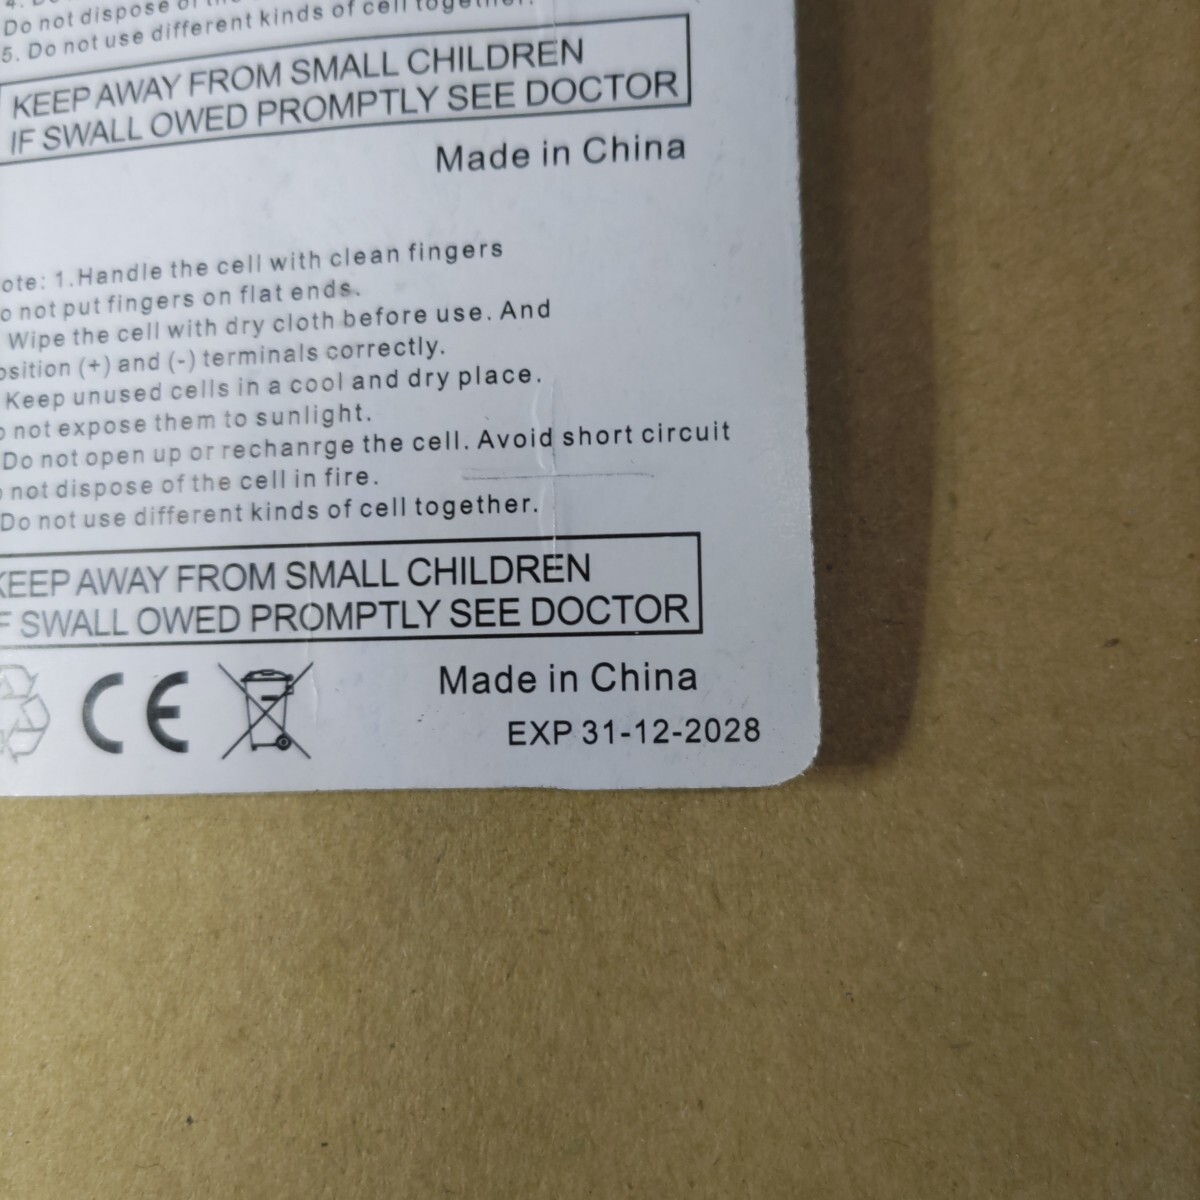 Do not dispose of
5. Do not use different kinds of cell together.
KEEP AWAY FROM SMALL CHILDREN
IF SWALL OWED PROMPTLY SEE DOCTOR
Made in China
ote: 1.Handle the cell with clean fingers
o not put fingers on flat ends.
Wipe the cell with dry cloth before use. And
osition (+) and (-) terminals correctly.
Keep unused cells in a cool and dry place.
o not expose them to sunlight.
Do not open up or rechanrge the cell. Avoid short circuit
o not dispose of the cell in fire.
Do not use different kinds of cell together.
KEEP AWAY FROM SMALL CHILDREN
F SWALL OWED PROMPTLY SEE DOCTOR
CE
Made in China
EXP 31-12-2028